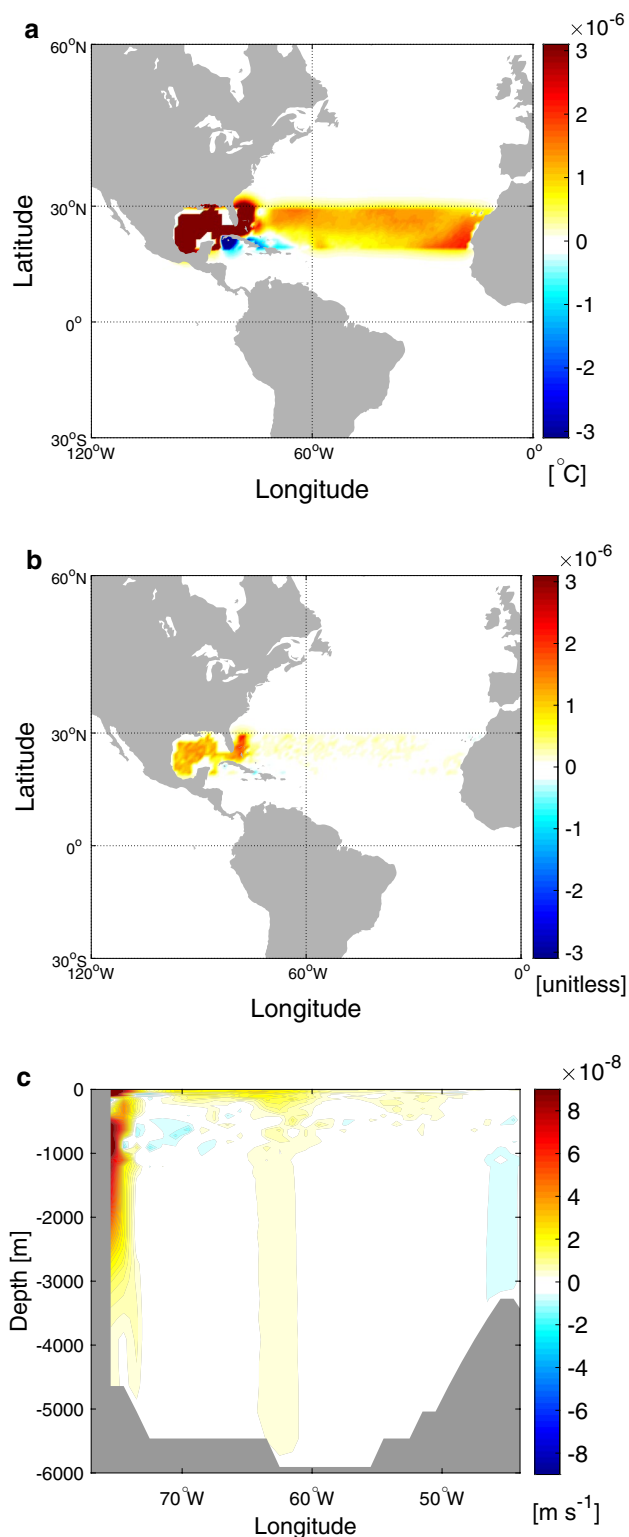 a
×10⁻⁶
60°N
3
2
30°N
1
Latitude
0
0°
-1
-2
30°S
-3
120°W
60°W
0°
[°C]
Longitude
b
×10⁻⁶
60°N
3
2
30°N
1
Latitude
0
0°
-1
-2
30°S
-3
120°W
60°W
0°
[unitless]
Longitude
c
×10⁻⁸
0
8
-1000
6
4
-2000
2
Depth [m]
-3000
0
-2
-4000
-4
-5000
-6
-8
-6000
70°W
60°W
50°W
[m s⁻¹]
Longitude